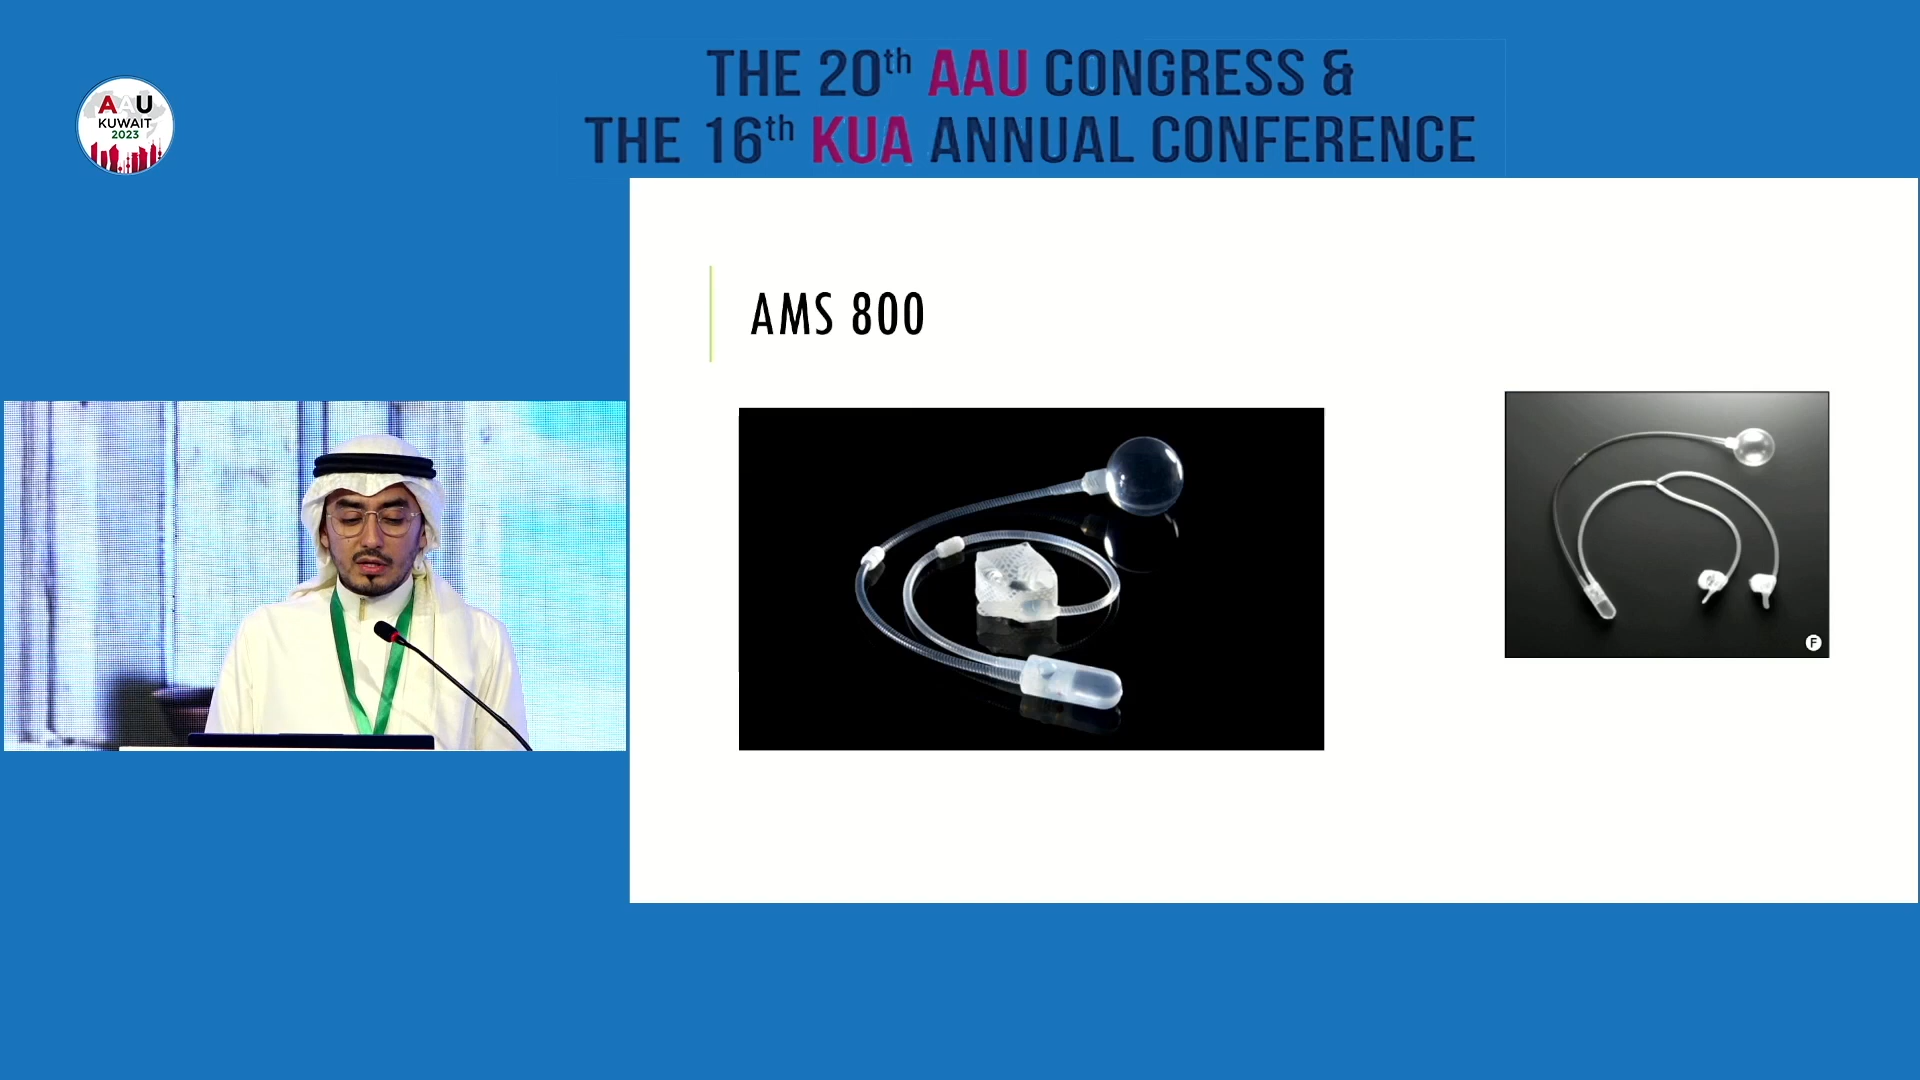 THE 20th AAU CONGRESS &
THE 16th KUA ANNUAL CONFERENCE
AAU
KUWAIT
2023
AMS 800
F